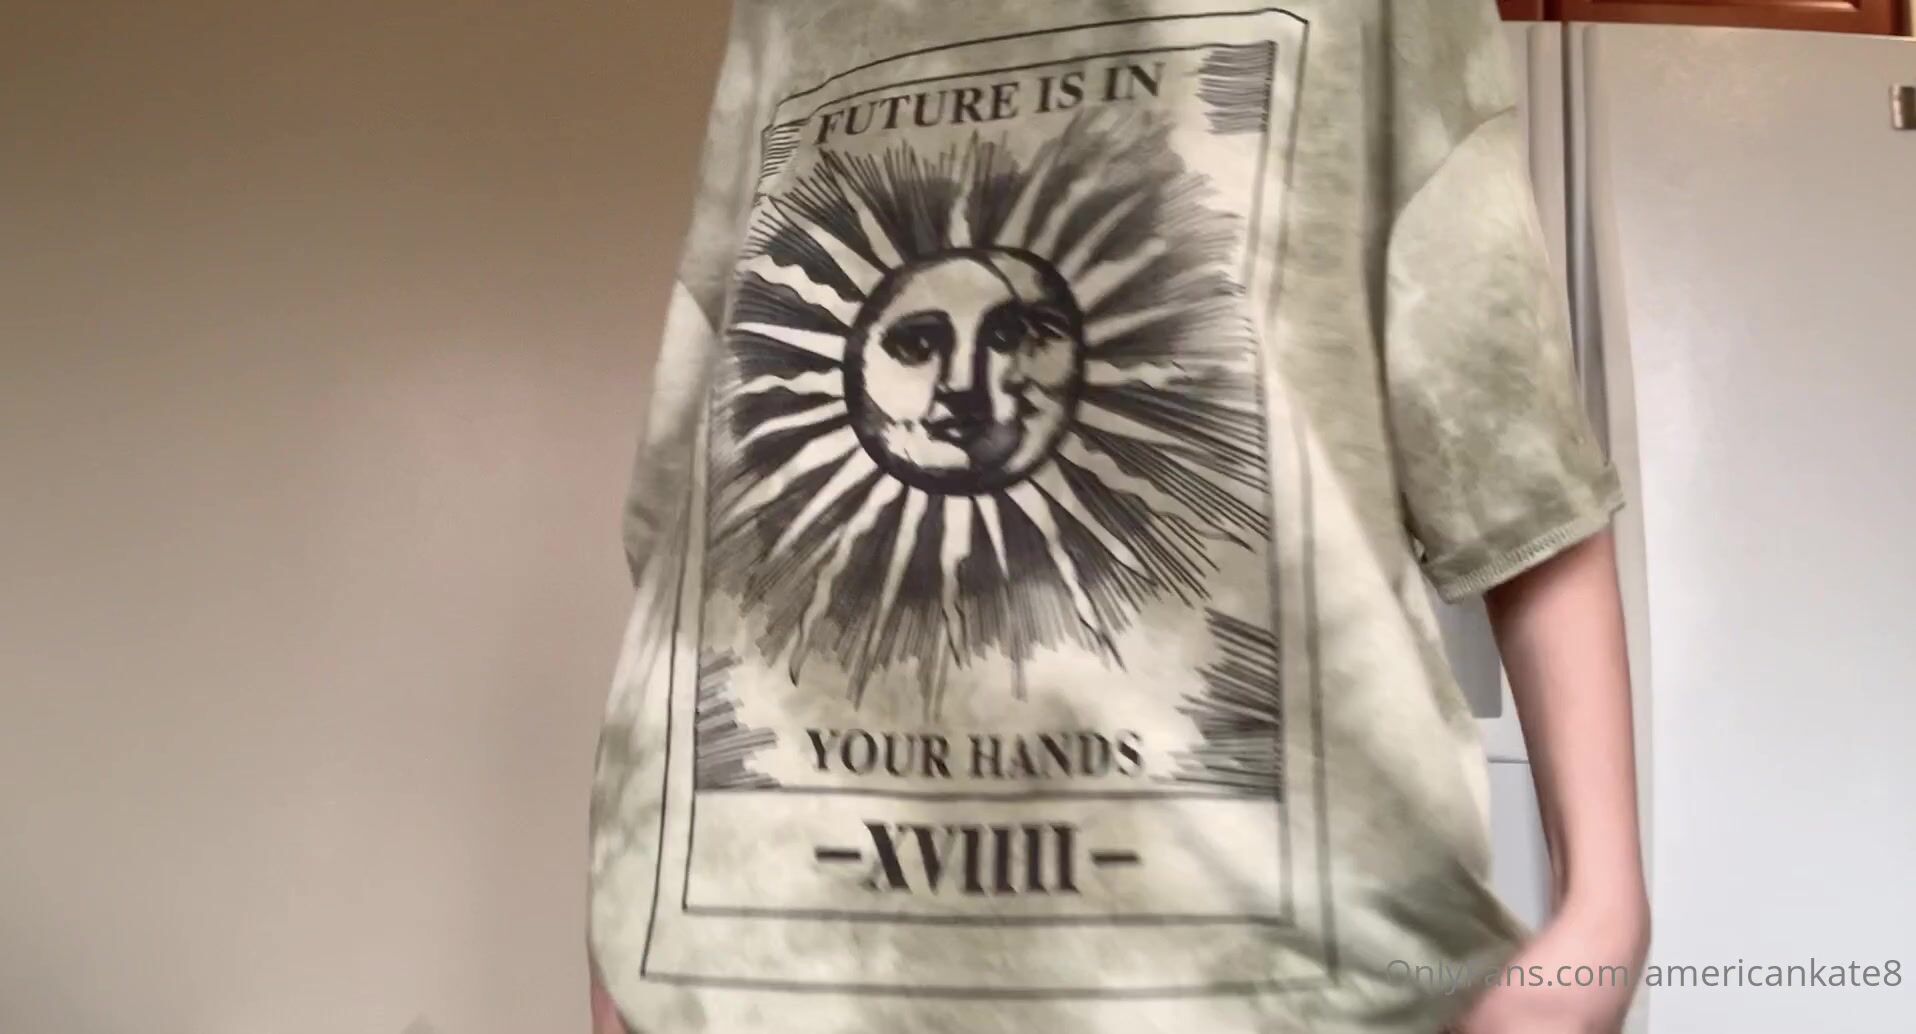 FUTURE IS IN
YOUR HANDS
–XVIIII–
OnlyFans.com/americankate8